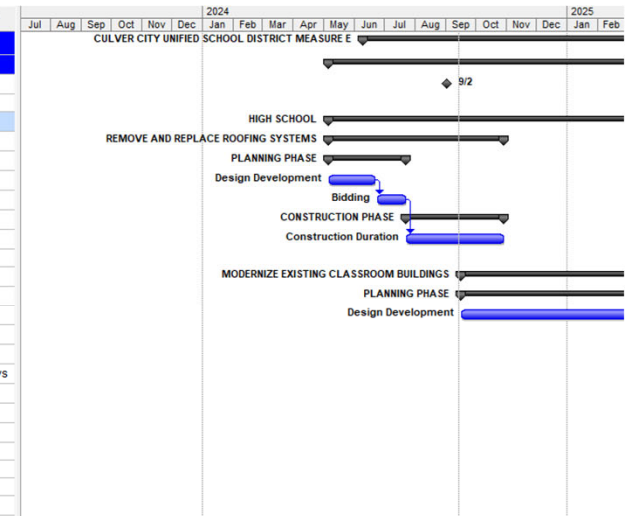 2024 2025
Jul Aug Sep Oct Nov Dec Jan Feb Mar Apr May Jun Jul Aug Sep Oct Nov Dec Jan Feb
CULVER CITY UNIFIED SCHOOL DISTRICT MEASURE E
9/2
HIGH SCHOOL
REMOVE AND REPLACE ROOFING SYSTEMS
PLANNING PHASE
Design Development
Bidding
CONSTRUCTION PHASE
Construction Duration
MODERNIZE EXISTING CLASSROOM BUILDINGS
PLANNING PHASE
Design Development